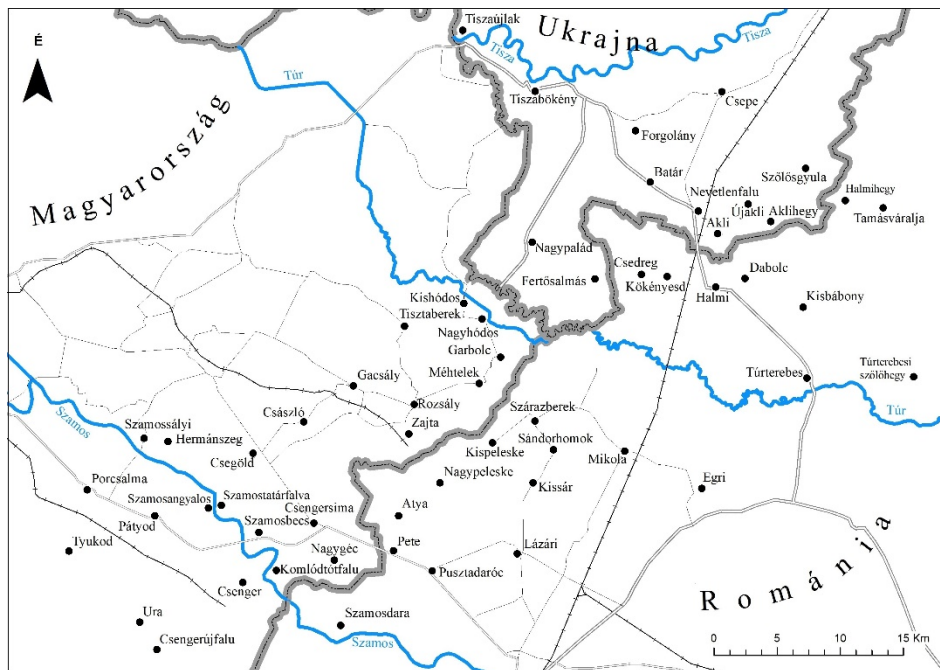 Tiszaújlak
Ukrajna
Tisza
Tisza
É
Túr
Tiszabökény
Csepe
Magyarország
Forgolány
Batár
Szőlősgyula
Nevetlenfalu
Halmihegy
Újakli
Aklihegy
Tamásváralja
Akli
Nagypalád
Csedreg
Dabolc
Fertősalmás
Kökényesd
Halmi
Kisbábony
Kishódos
Tisztaberek
Nagyhódos
Garbolc
Túrterebesi
szőlőhegy
Gacsály
Méhtelek
Túrterebes
Rozsály
Túr
Szamos
Császló
Szárazberek
Szamossályi
Zajta
Hermánszeg
Kispeleske
Sándorhomok
Csegöld
Mikola
Nagypeleske
Porcsalma
Kissár
Egri
Szamosangyalos
Szamostatárfalva
Csengersima
Atya
Pátyod
Szamosbecs
Tyukod
Nagygéc
Pete
Lázári
Komlódtótfalu
Pusztadaróc
Csenger
Románia
Ura
Szamosdara
Csengerújfalu
Szamos
0 5 10 15 Km